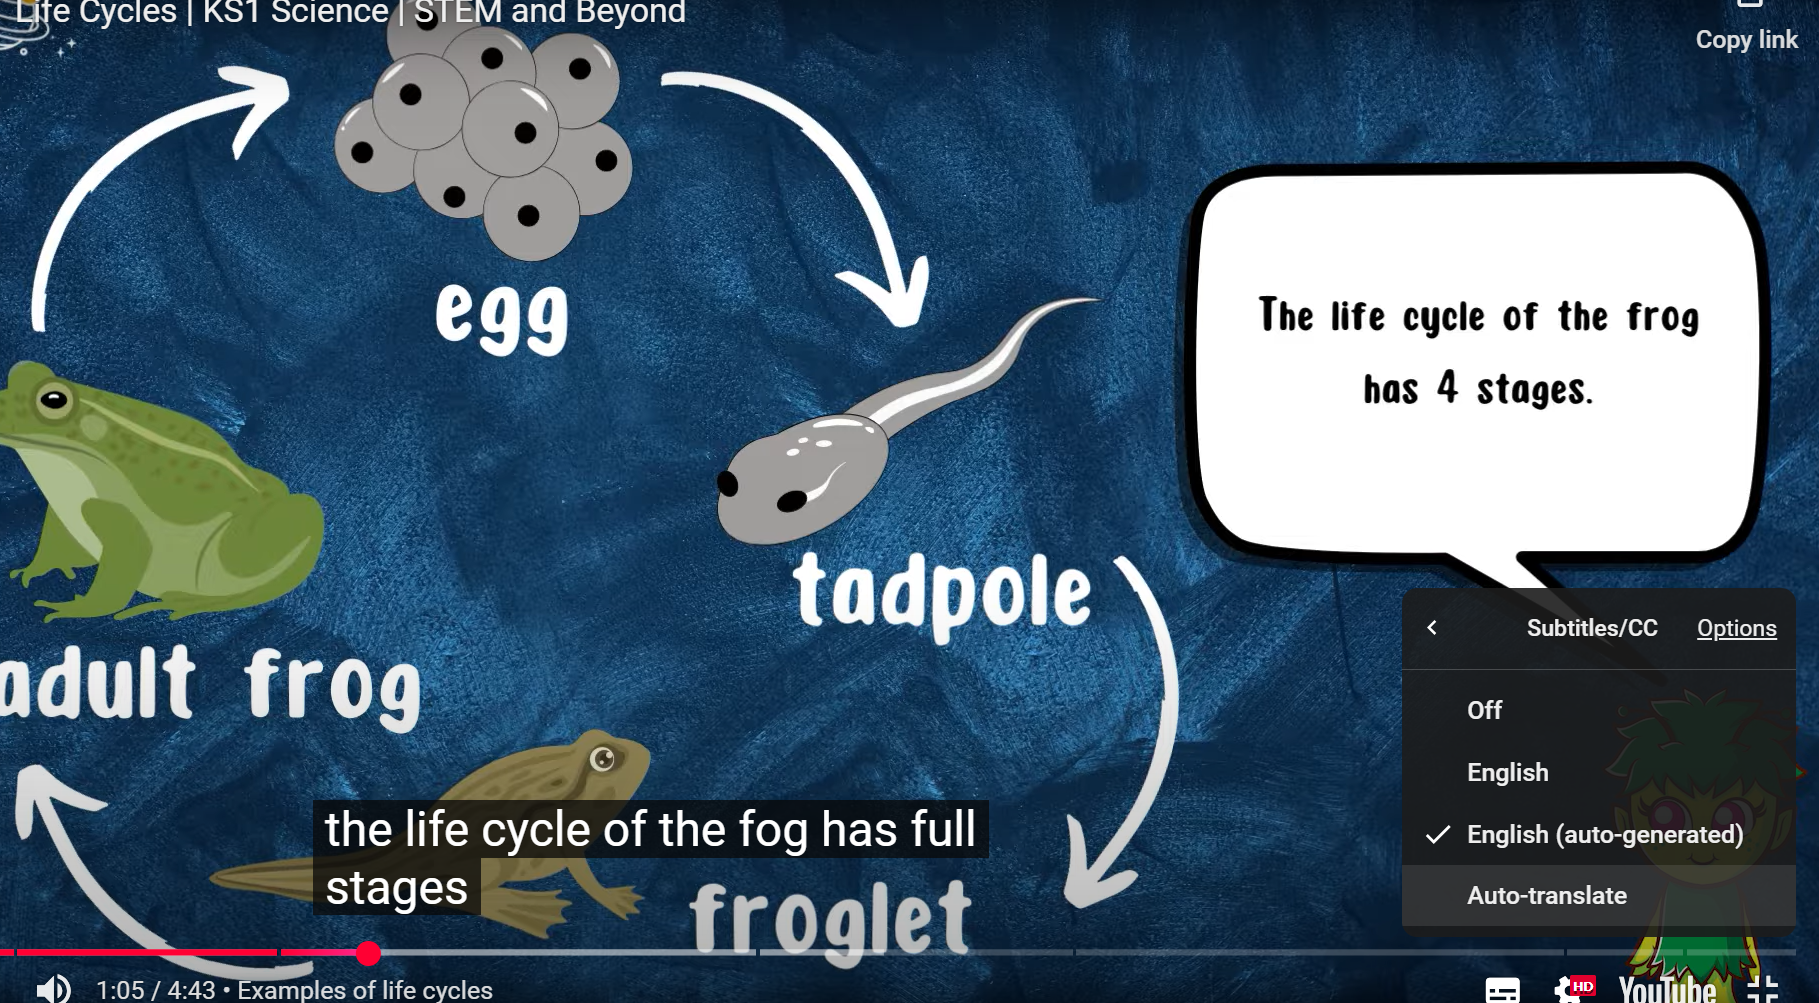 Life Cycles | KS1 Science | STEM and Beyond
Copy link
egg
The life cycle of the frog
has 4 stages.
tadpole
adult frog
froglet
the life cycle of the fog has full
stages
Subtitles/CC Options
Off
English
English (auto-generated)
Auto-translate
1:05 / 4:43 • Examples of life cycles
HD
YouTube